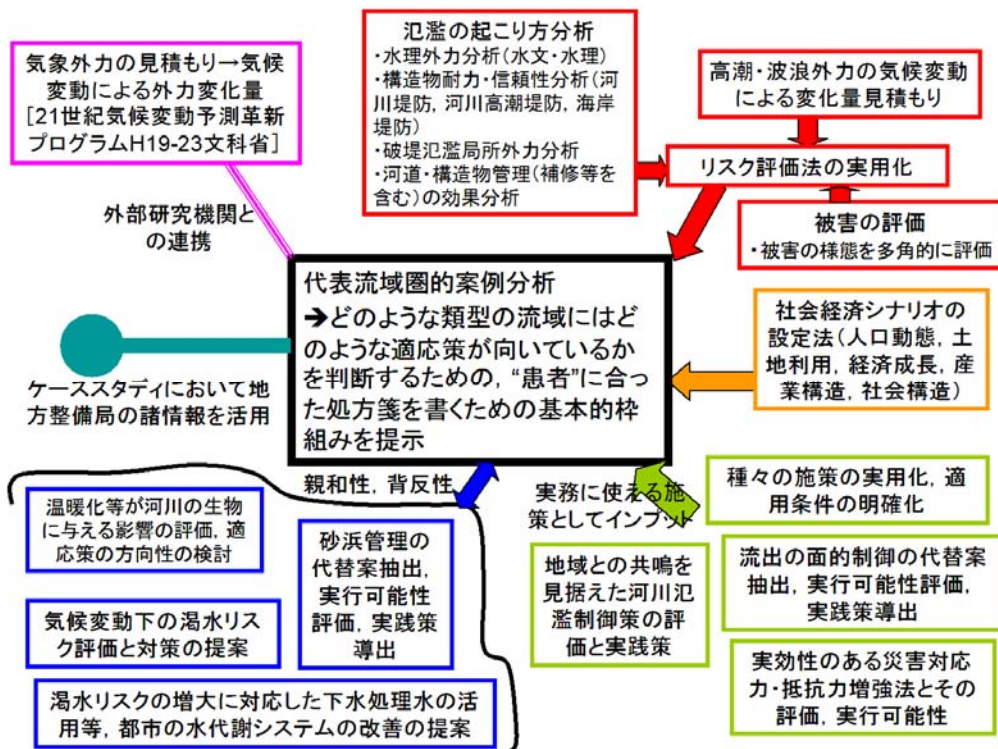 気象外力の見積もり→気候
変動による外力変化量
[21世紀気候変動予測革新
プログラムH19-23文科省]
外部研究機関と
の連携
氾濫の起こり方分析
・水理外力分析(水文・水理)
・構造物耐力・信頼性分析(河
川堤防, 河川高潮堤防, 海岸
堤防)
・破堤氾濫局所外力分析
・河道・構造物管理(補修等を
含む)の効果分析
高潮・波浪外力の気候変動
による変化量見積もり
リスク評価法の実用化
被害の評価
・被害の様態を多角的に評価
代表流域圏的案例分析
➔どのような類型の流域にはど
のような適応策が向いているか
を判断するための, “患者”に合っ
た処方箋を書くための基本的枠
組みを提示
社会経済シナリオの
設定法(人口動態, 土
地利用, 経済成長, 産
業構造, 社会構造)
ケーススタディにおいて地
方整備局の諸情報を活用
親和性, 背反性
実務に使える施
策としてインプット
温暖化等が河川の生物
に与える影響の評価, 適
応策の方向性の検討
砂浜管理の
代替案抽出,
実行可能性
評価, 実践策
導出
気候変動下の渇水リス
ク評価と対策の提案
渇水リスクの増大に対応した下水処理水の活
用等, 都市の水代謝システムの改善の提案
地域との共鳴を
見据えた河川氾
濫制御策の評
価と実践策
種々の施策の実用化, 適
用条件の明確化
流出の面的制御の代替案
抽出, 実行可能性評価,
実践策導出
実効性のある災害対応
力・抵抗力増強法とその
評価, 実行可能性